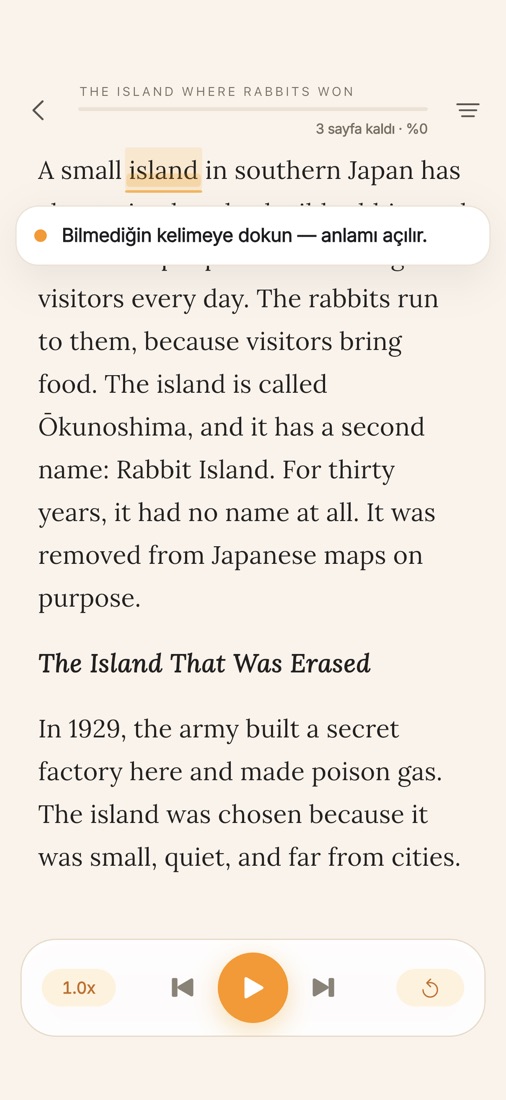 THE ISLAND WHERE RABBITS WON
3 sayfa kaldı · %0
A small island in southern Japan has
Bilmediğin kelimeye dokun — anlamı açılır.
visitors every day. The rabbits run
to them, because visitors bring
food. The island is called
Ōkunoshima, and it has a second
name: Rabbit Island. For thirty
years, it had no name at all. It was
removed from Japanese maps on
purpose.
The Island That Was Erased
In 1929, the army built a secret
factory here and made poison gas.
The island was chosen because it
was small, quiet, and far from cities.
1.0x